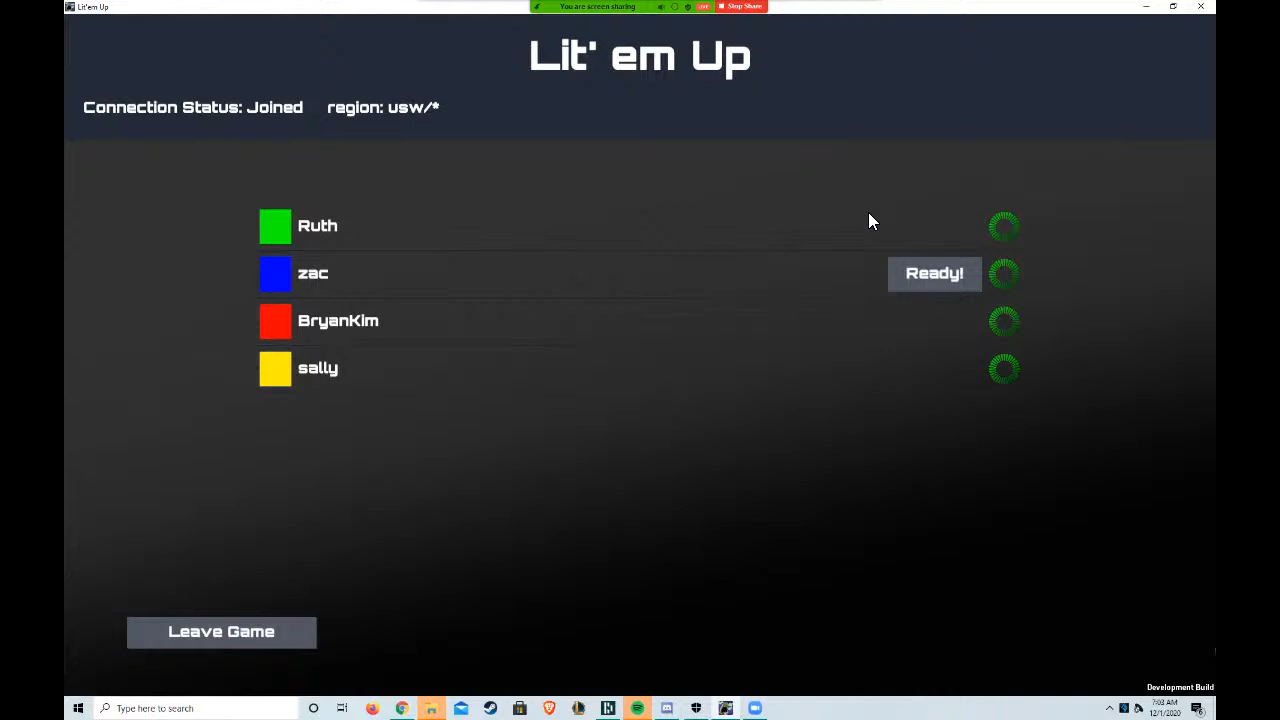 Lit'em Up
You are screen sharing
Stop Share
Lit' em Up
Connection Status: Joined region: usw/*
Ruth
zac Ready!
BryanKim
sally
Leave Game
Development Build
Type here to search
7:03 AM
12/1/2020